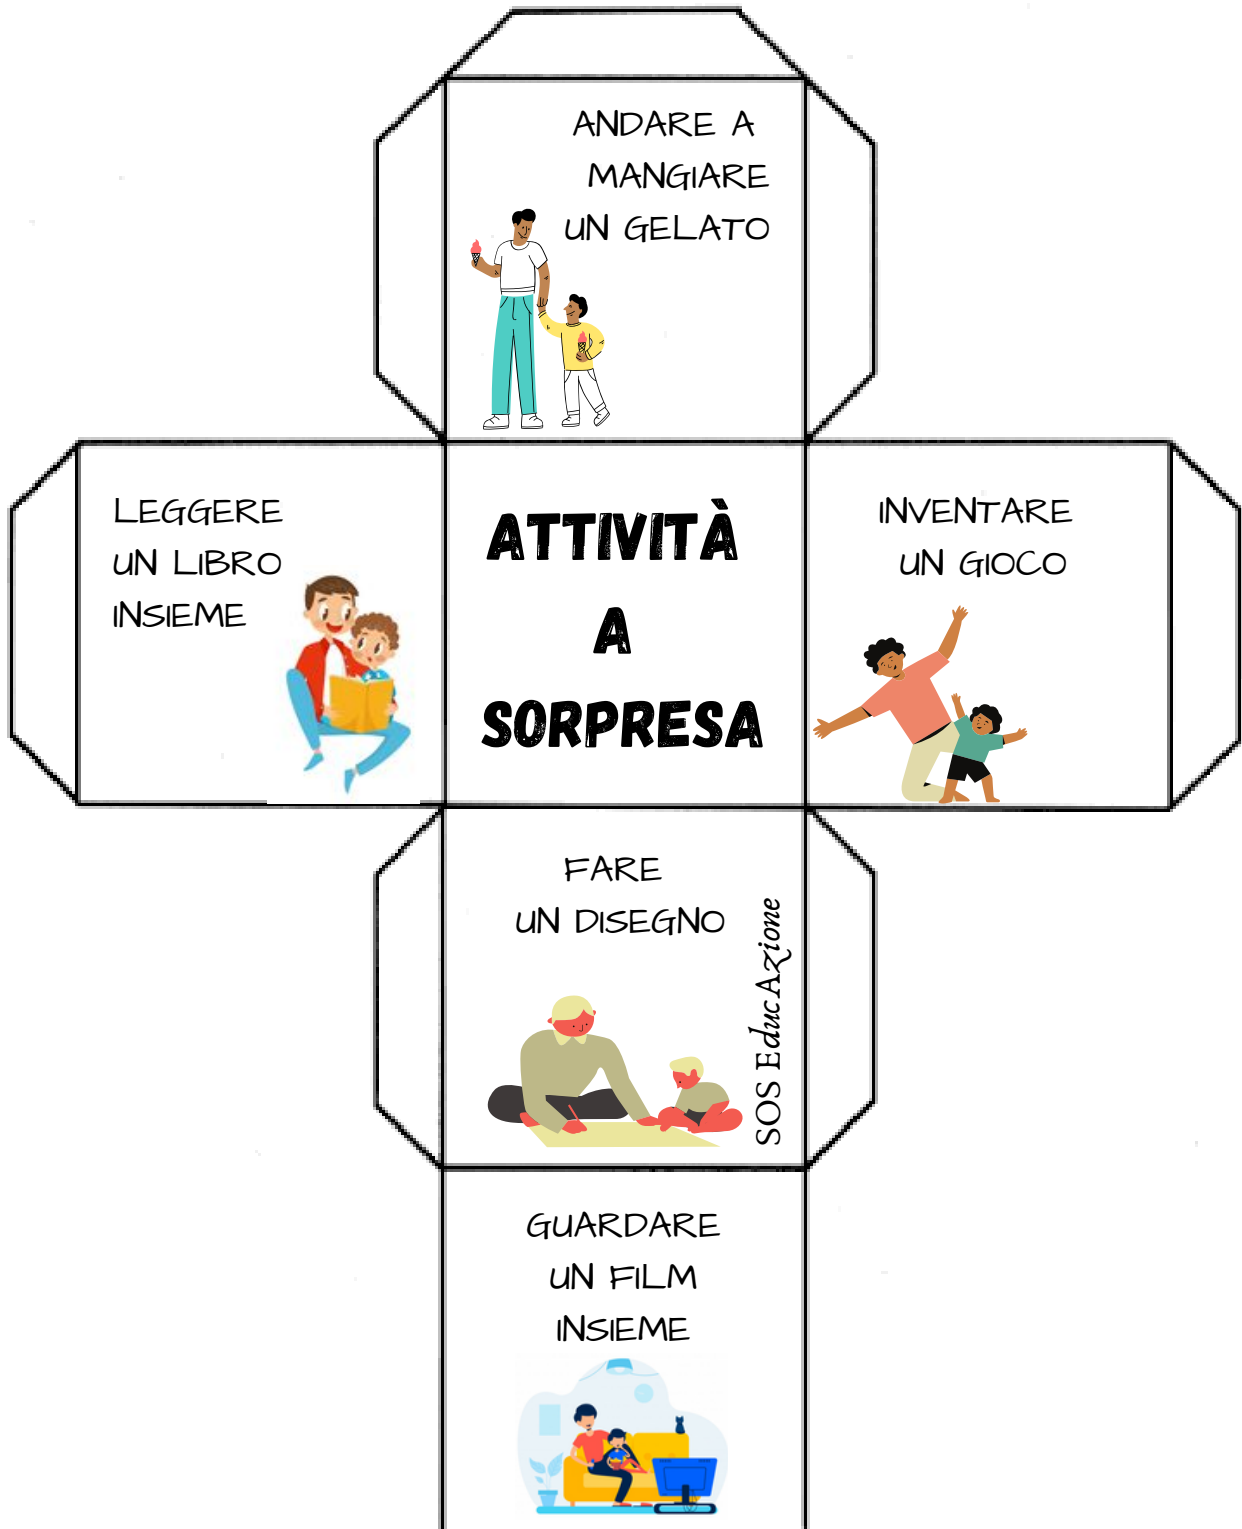 ANDARE A
MANGIARE
UN GELATO
LEGGERE
UN LIBRO
INSIEME
ATTIVITÀ
A
SORPRESA
INVENTARE
UN GIOCO
FARE
UN DISEGNO
SOS EducAzione
GUARDARE
UN FILM
INSIEME